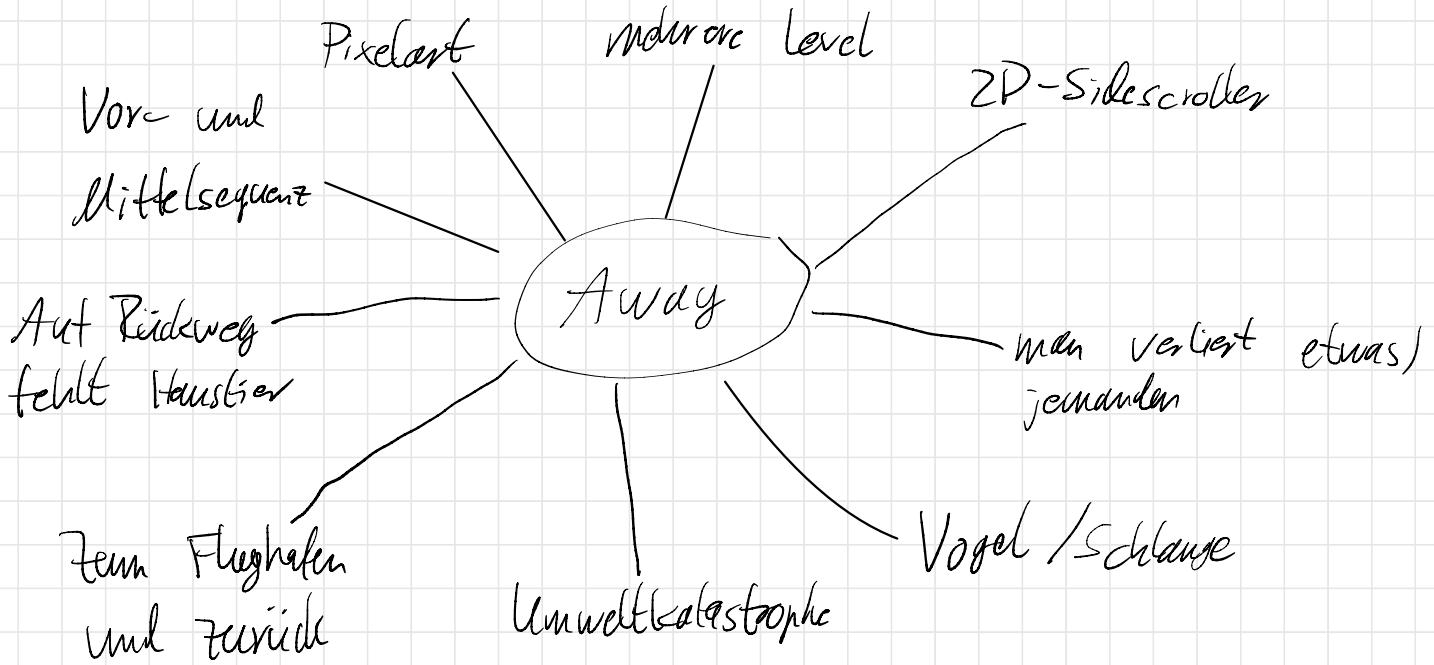 Pixelart
mehrere Level
2D-Sidescroller
Vor- und
Mittelsequenz
Away
Auf Rückweg
fehlt Haustier
man verliert etwas/
jemanden
Zum Flughafen
und zurück
Umweltkatastrophe
Vogel/Schlange